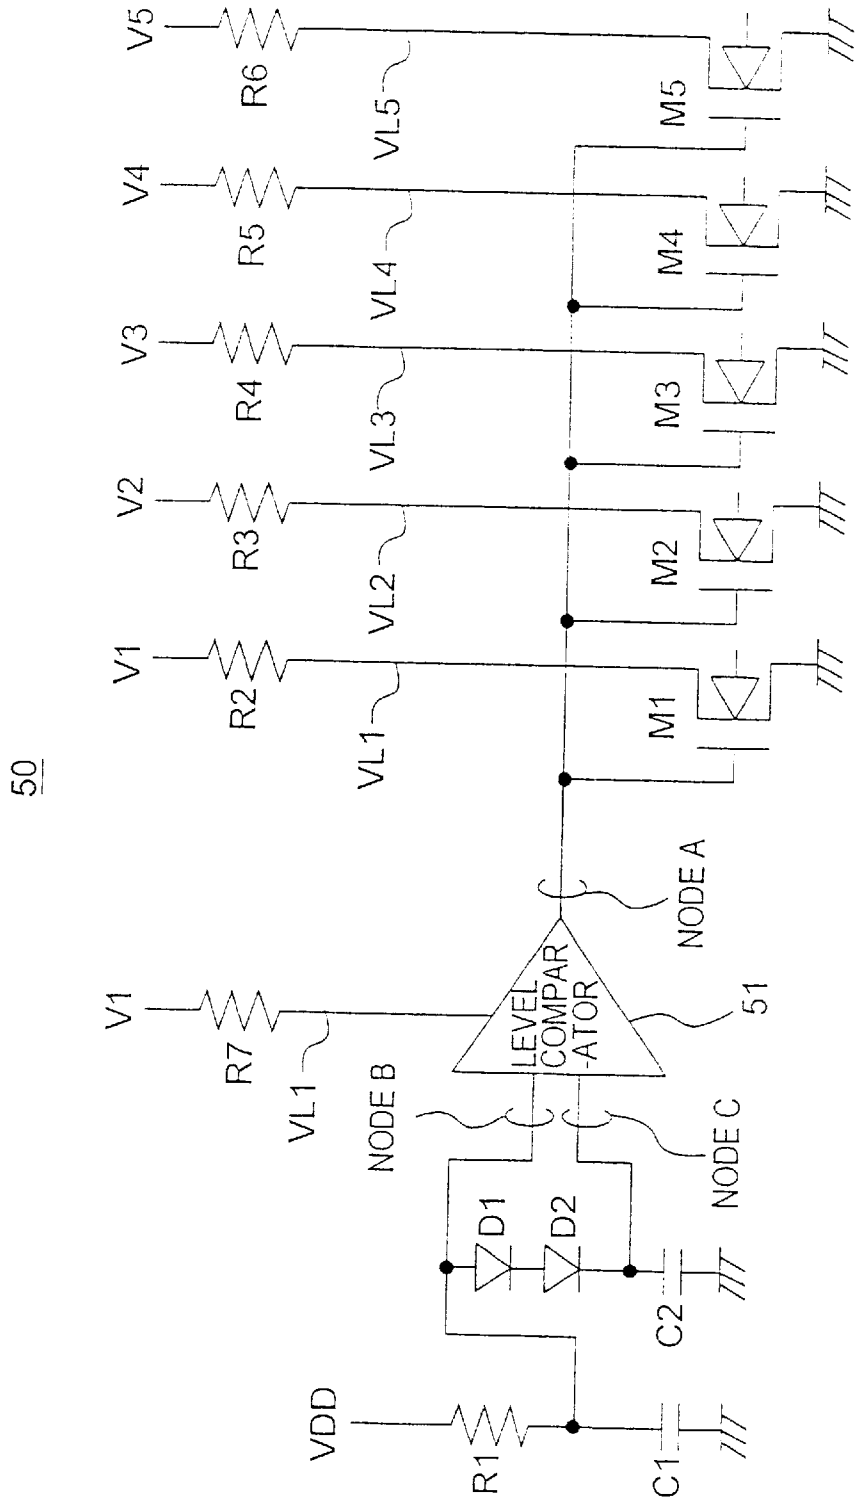 50
V1
V1
V2
V3
V4
V5
R7
R2
R3
R4
R5
R6
VL1
VL1
VL2
VL3
VL4
VL5
VDD
R1
NODE B
D1
D2
LEVEL
COMPAR
-ATOR
NODE A
NODE C
51
C1
C2
M1
M2
M3
M4
M5